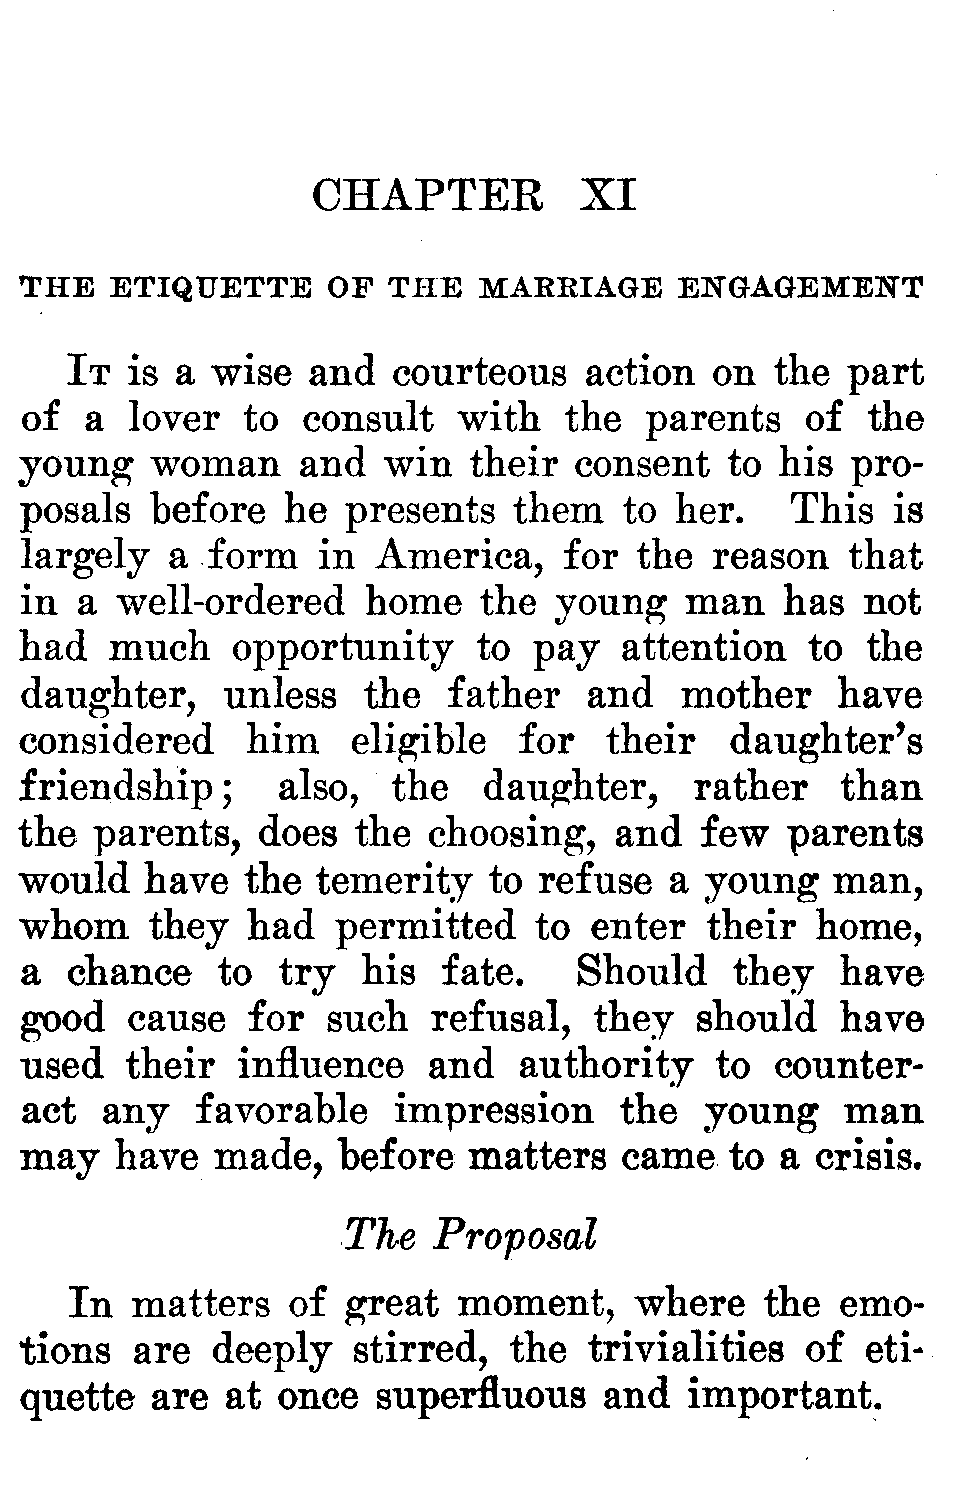 CHAPTER XI
THE ETIQUETTE OF THE MARRIAGE ENGAGEMENT
IT is a wise and courteous action on the part
of a lover to consult with the parents of the
young woman and win their consent to his pro-
posals before he presents them to her. This is
largely a form in America, for the reason that
in a well-ordered home the young man has not
had much opportunity to pay attention to the
daughter, unless the father and mother have
considered him eligible for their daughter's
friendship; also, the daughter, rather than
the parents, does the choosing, and few parents
would have the temerity to refuse a young man,
whom they had permitted to enter their home,
a chance to try his fate. Should they have
good cause for such refusal, they should have
used their influence and authority to counter-
act any favorable impression the young man
may have made, before matters came to a crisis.
The Proposal
In matters of great moment, where the emo-
tions are deeply stirred, the trivialities of eti-
quette are at once superfluous and important.